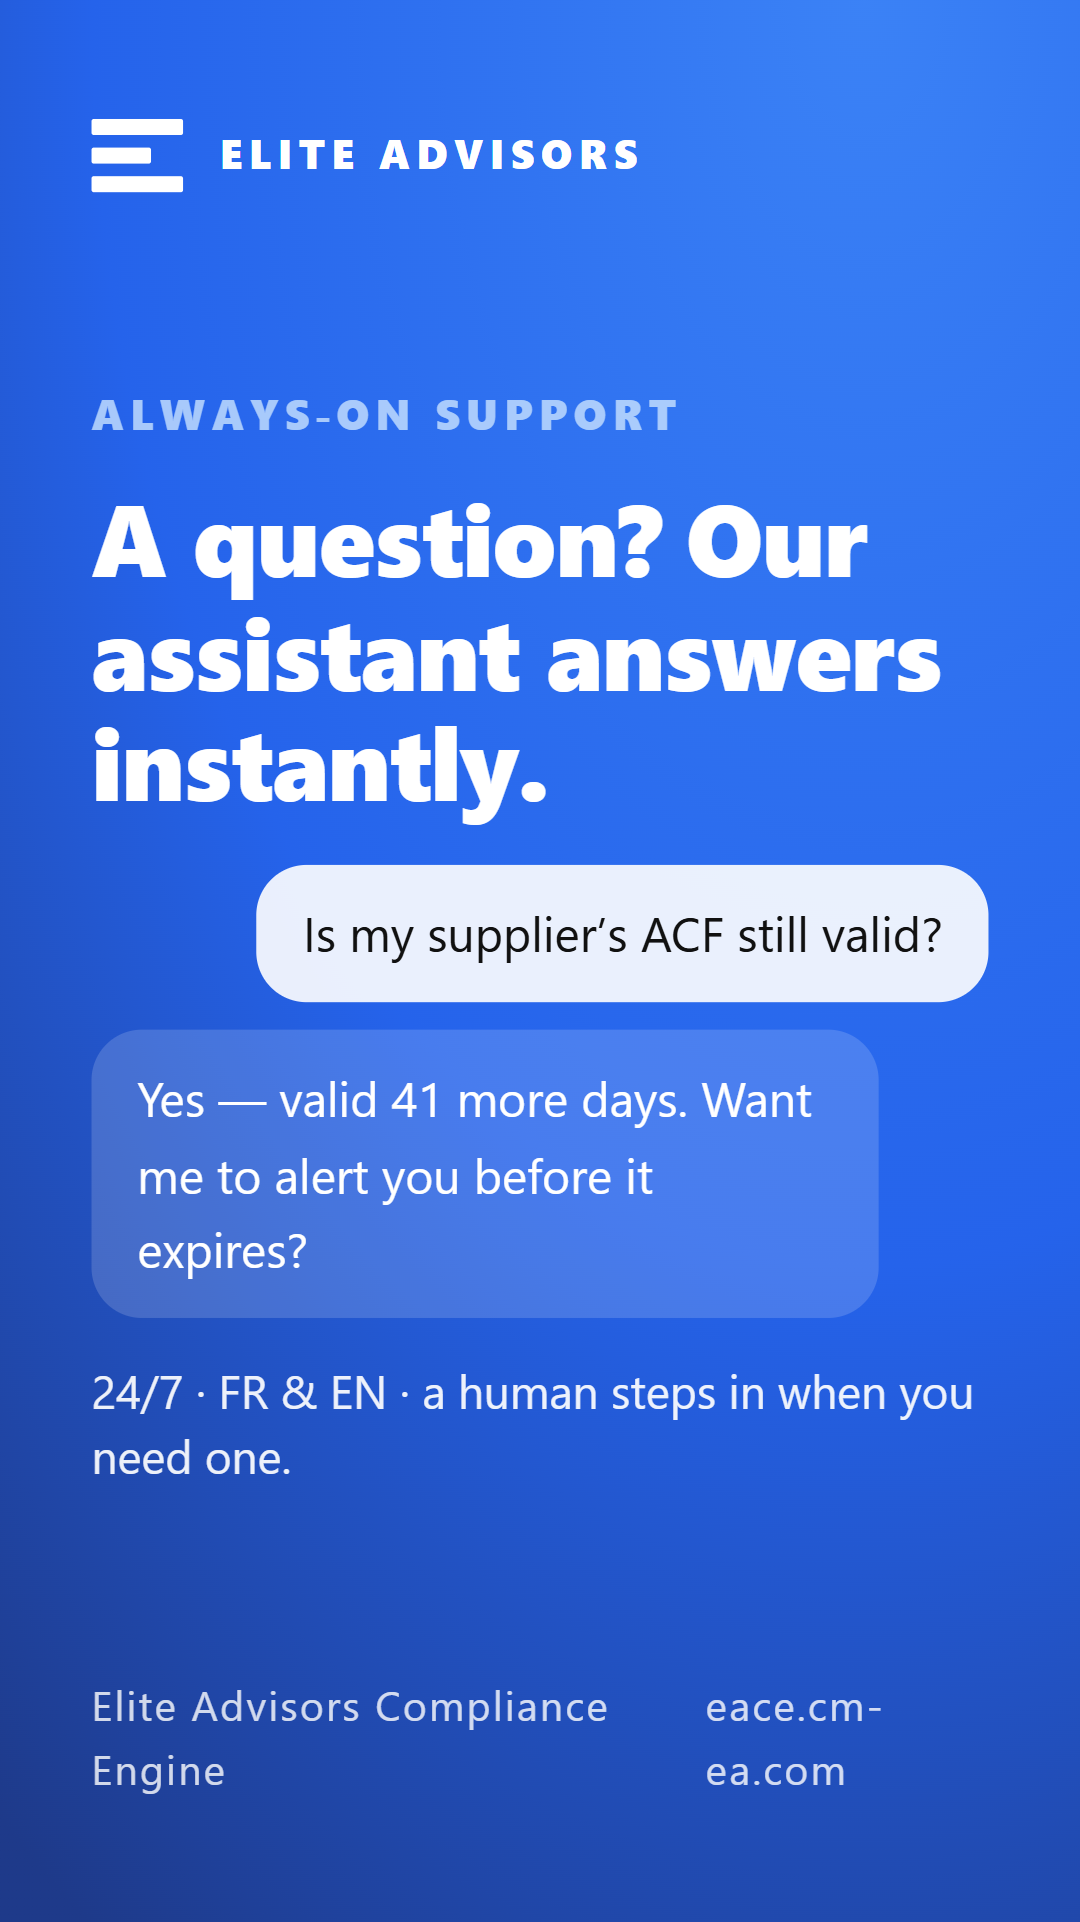 ELITE ADVISORS
ALWAYS-ON SUPPORT
A question? Our
assistant answers
instantly.
Is my supplier’s ACF still valid?
Yes — valid 41 more days. Want
me to alert you before it
expires?
24/7 · FR & EN · a human steps in when you
need one.
Elite Advisors Compliance
Engine
eace.cm-
ea.com